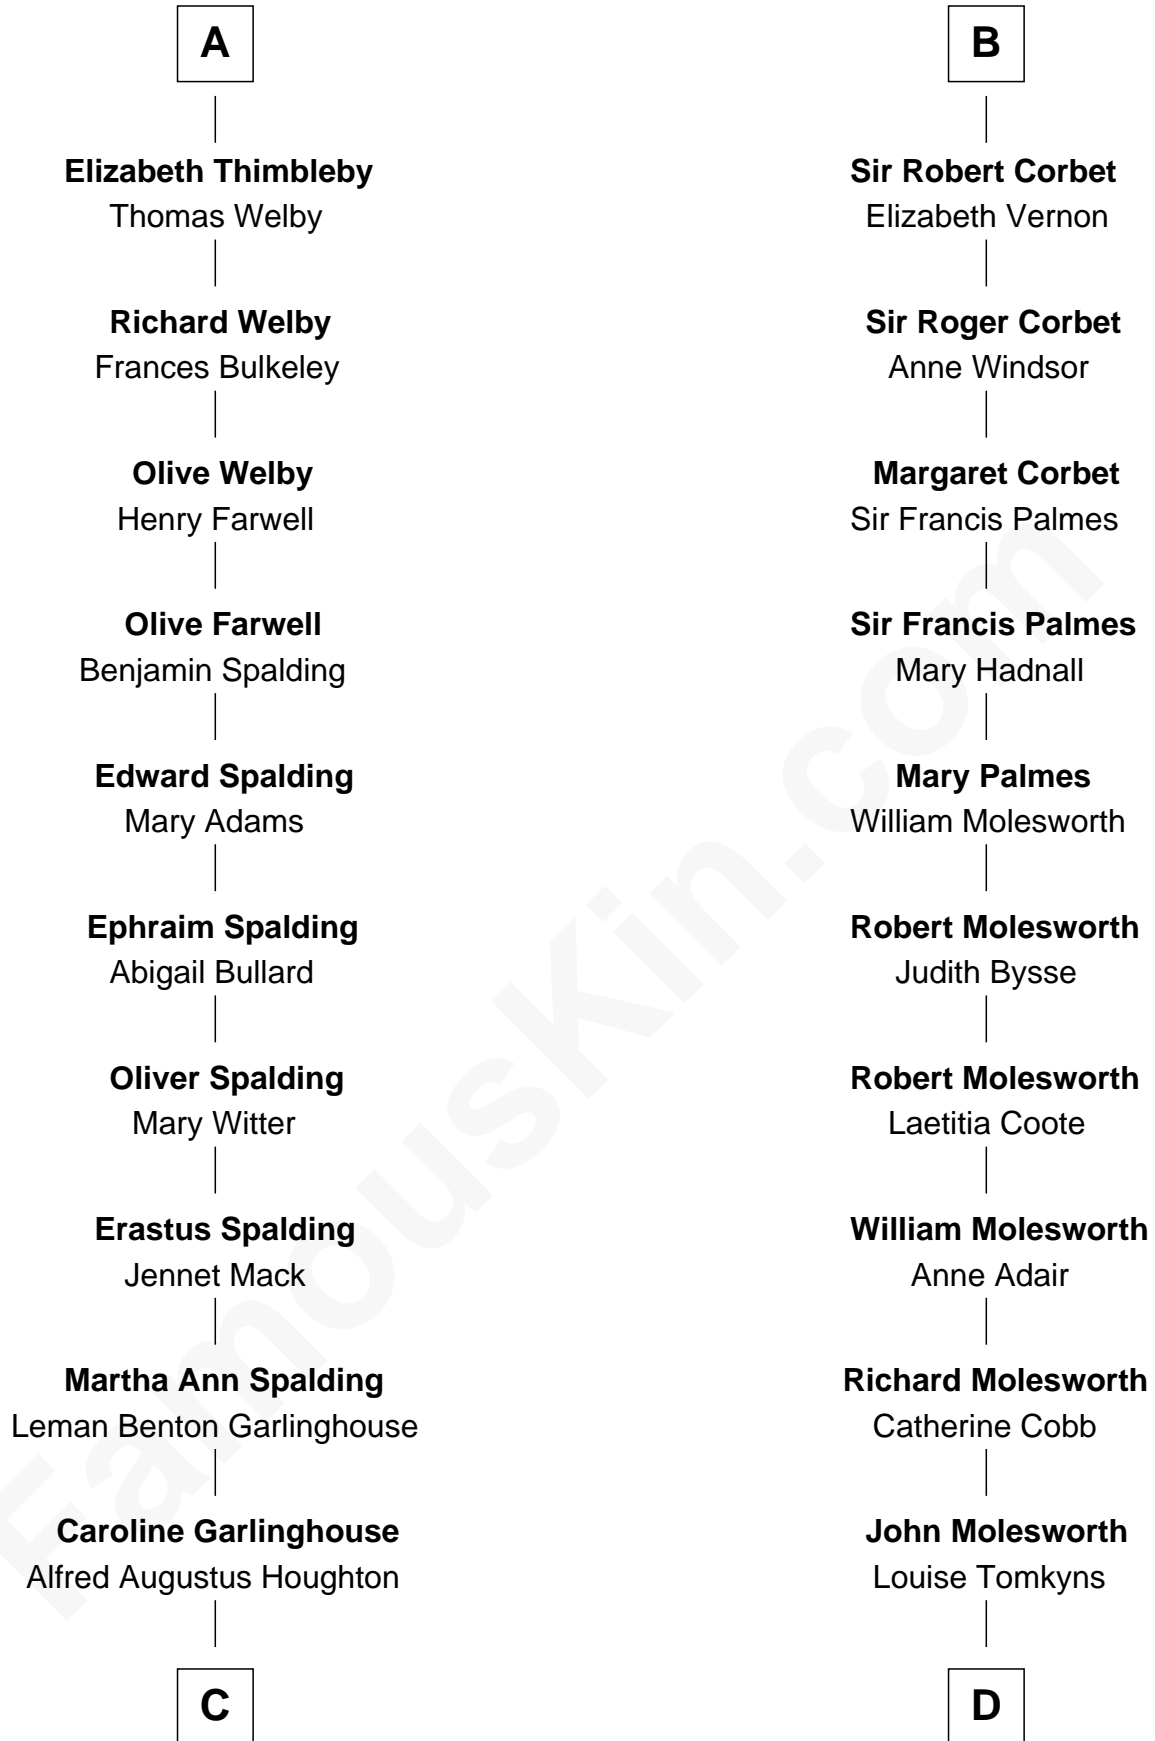 A
Elizabeth Thimbleby
Thomas Welby
Richard Welby
Frances Bulkeley
Olive Welby
Henry Farwell
Olive Farwell
Benjamin Spalding
Edward Spalding
Mary Adams
Ephraim Spalding
Abigail Bullard
Oliver Spalding
Mary Witter
Erastus Spalding
Jennet Mack
Martha Ann Spalding
Leman Benton Garlinghouse
Caroline Garlinghouse
Alfred Augustus Houghton
C
B
Sir Robert Corbet
Elizabeth Vernon
Sir Roger Corbet
Anne Windsor
Margaret Corbet
Sir Francis Palmes
Sir Francis Palmes
Mary Hadnall
Mary Palmes
William Molesworth
Robert Molesworth
Judith Bysse
Robert Molesworth
Laetitia Coote
William Molesworth
Anne Adair
Richard Molesworth
Catherine Cobb
John Molesworth
Louise Tomkyns
D
FamousKin.com